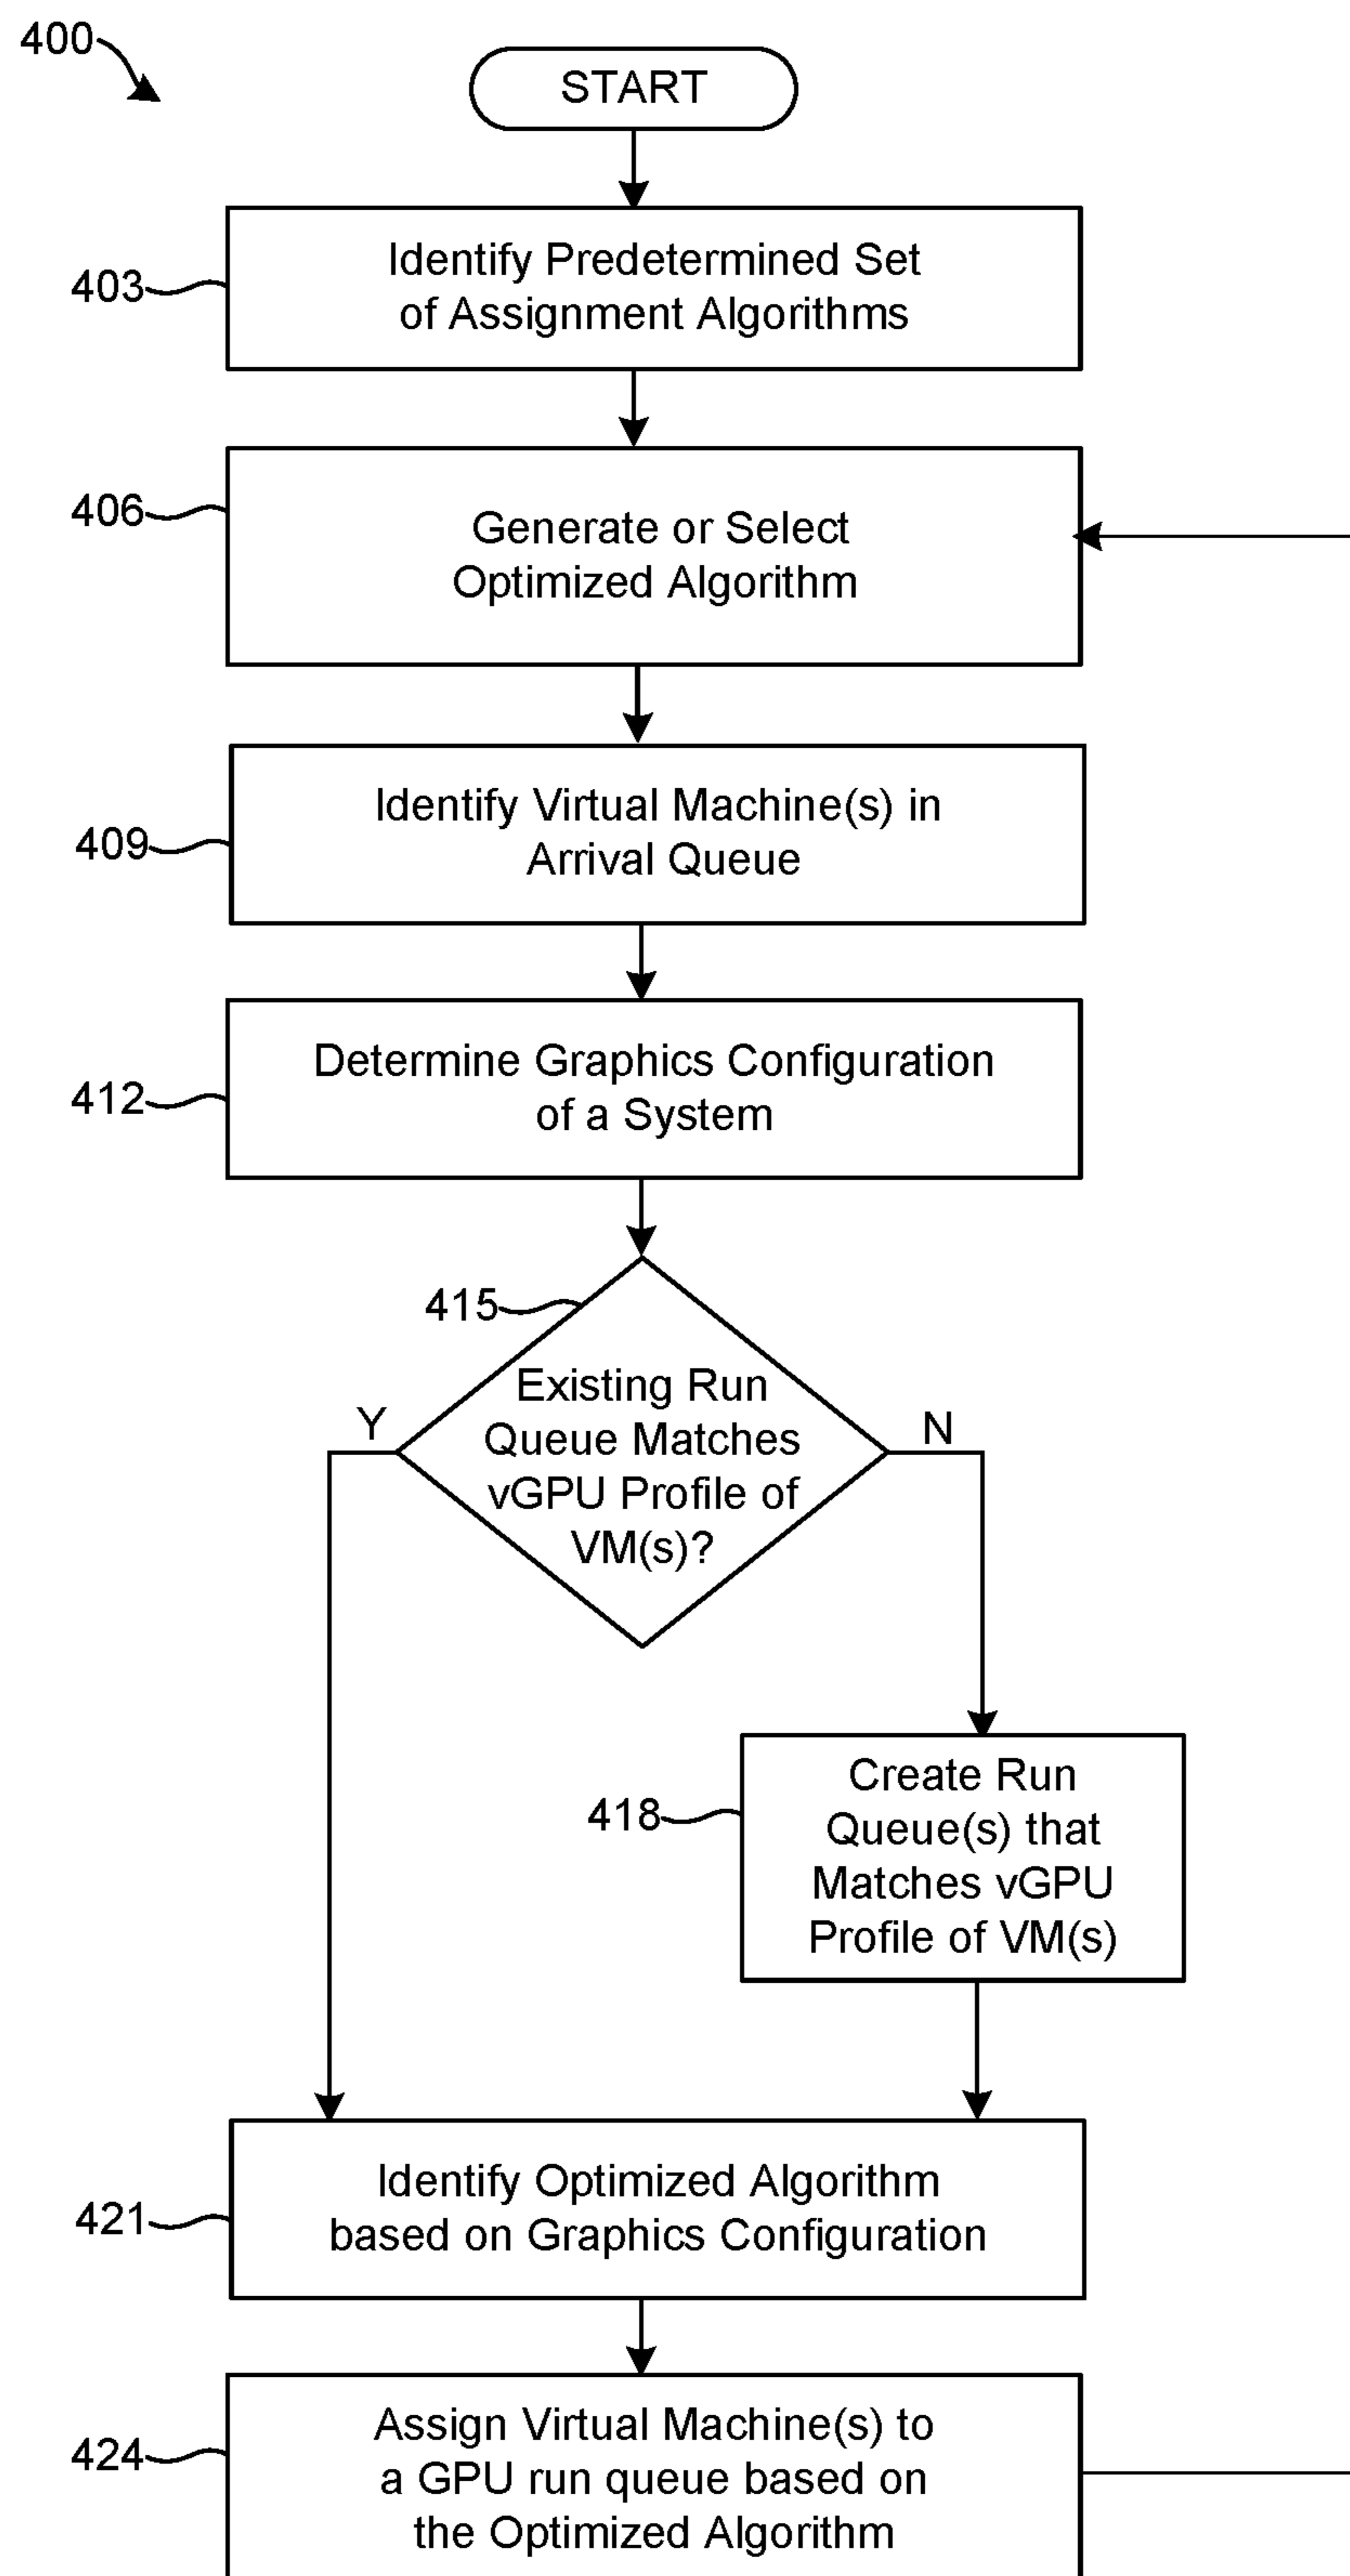 400
START
403
Identify Predetermined Set
of Assignment Algorithms
406
Generate or Select
Optimized Algorithm
409
Identify Virtual Machine(s) in
Arrival Queue
412
Determine Graphics Configuration
of a System
415
Existing Run
Queue Matches
vGPU Profile of
VM(s)?
Y
N
418
Create Run
Queue(s) that
Matches vGPU
Profile of VM(s)
421
Identify Optimized Algorithm
based on Graphics Configuration
424
Assign Virtual Machine(s) to
a GPU run queue based on
the Optimized Algorithm